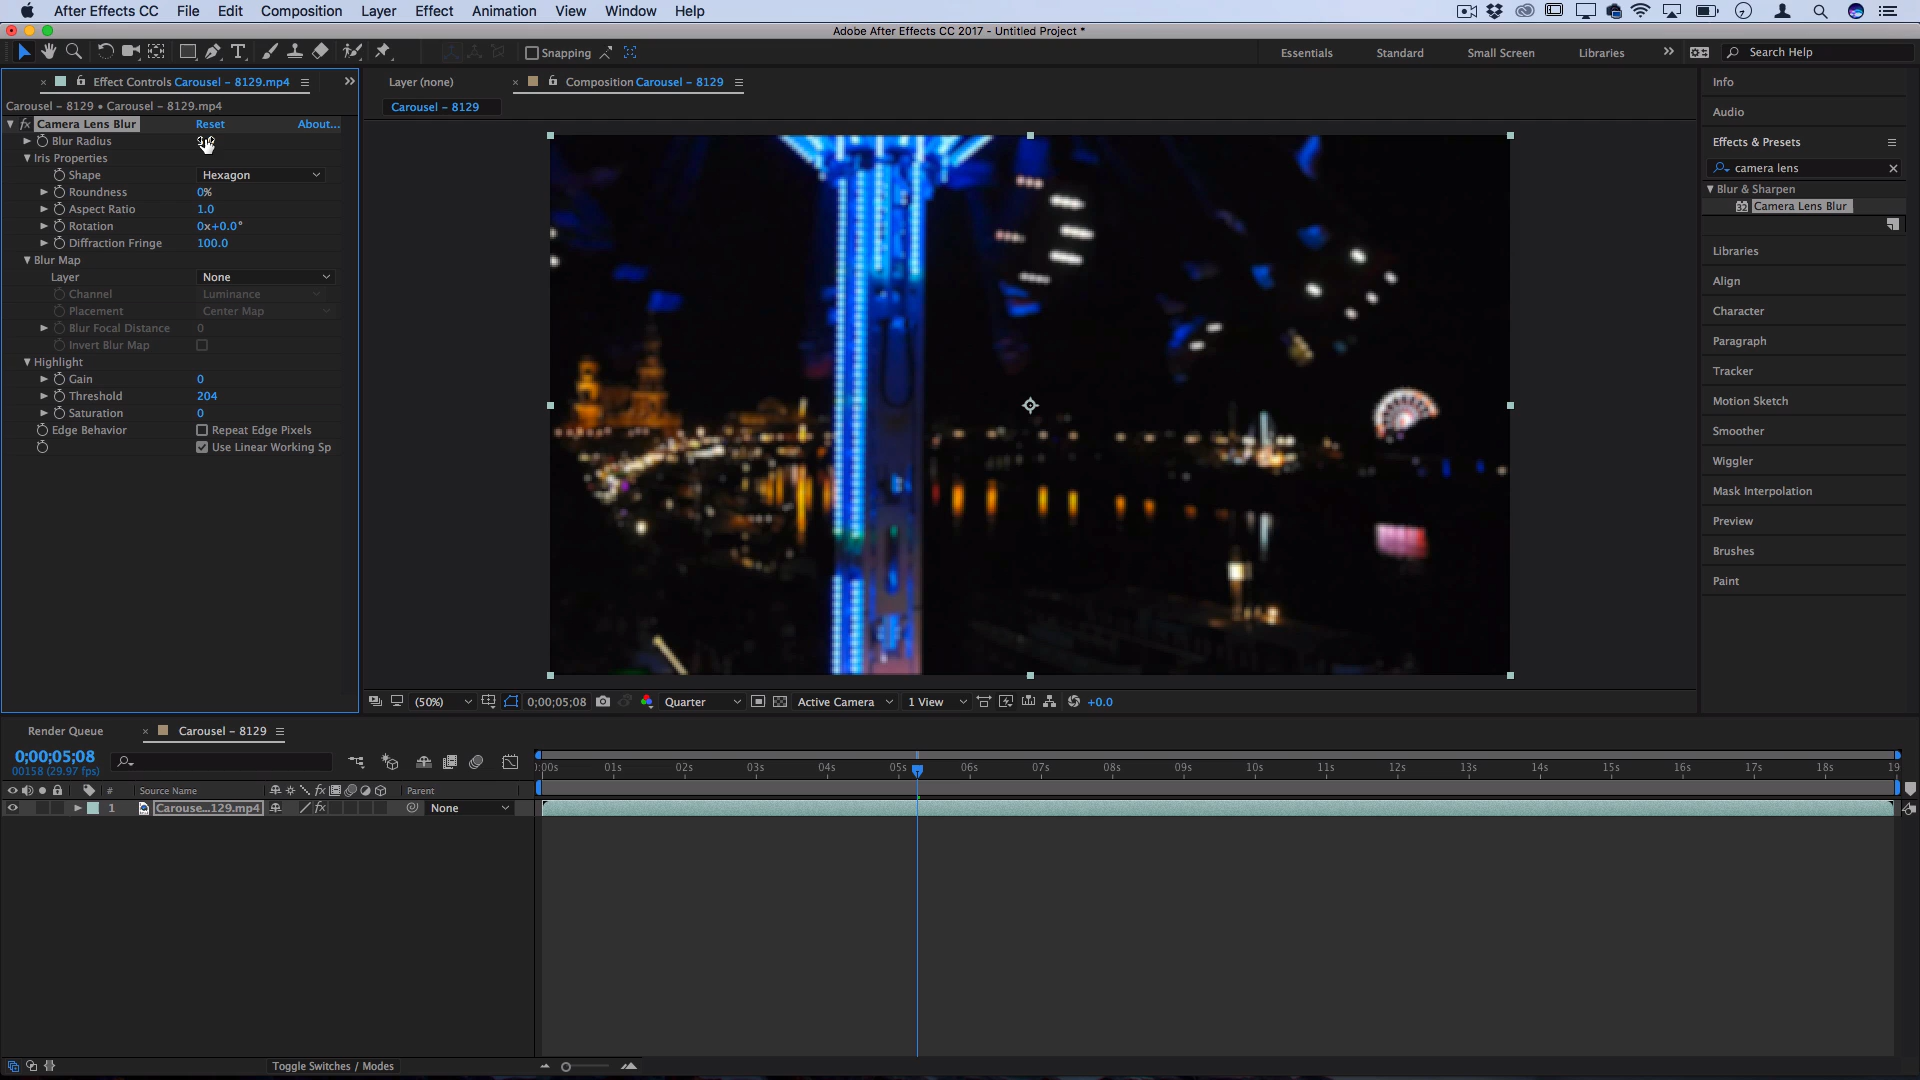 After Effects CC File Edit Composition Layer Effect Animation View Window Help
Adobe After Effects CC 2017 - Untitled Project *
Snapping Essentials Standard Small Screen Libraries Search Help
Effect Controls Carousel – 8129.mp4
Layer (none) Composition Carousel – 8129
Carousel – 8129 • Carousel – 8129.mp4
Carousel – 8129
fx Camera Lens Blur Reset About...
Blur Radius
Iris Properties
Shape Hexagon
Roundness 0%
Aspect Ratio 1.0
Rotation 0x+0.0°
Diffraction Fringe 100.0
Blur Map
Layer None
Channel Luminance
Placement Center Map
Blur Focal Distance 0
Invert Blur Map
Highlight
Gain 0
Threshold 204
Saturation 0
Edge Behavior Repeat Edge Pixels
Use Linear Working Sp
Info
Audio
Effects & Presets
camera lens
Blur & Sharpen
32 Camera Lens Blur
Libraries
Align
Character
Paragraph
Tracker
Motion Sketch
Smoother
Wiggler
Mask Interpolation
Preview
Brushes
Paint
(50%) 0;00;05;08 Quarter Active Camera 1 View +0.0
Render Queue Carousel – 8129
0;00;05;08
00158 (29.97 fps)
:00s 01s 02s 03s 04s 05s 06s 07s 08s 09s 10s 11s 12s 13s 14s 15s 16s 17s 18s 19
# Source Name fx Parent
1 Carouse...129.mp4 fx None
Toggle Switches / Modes